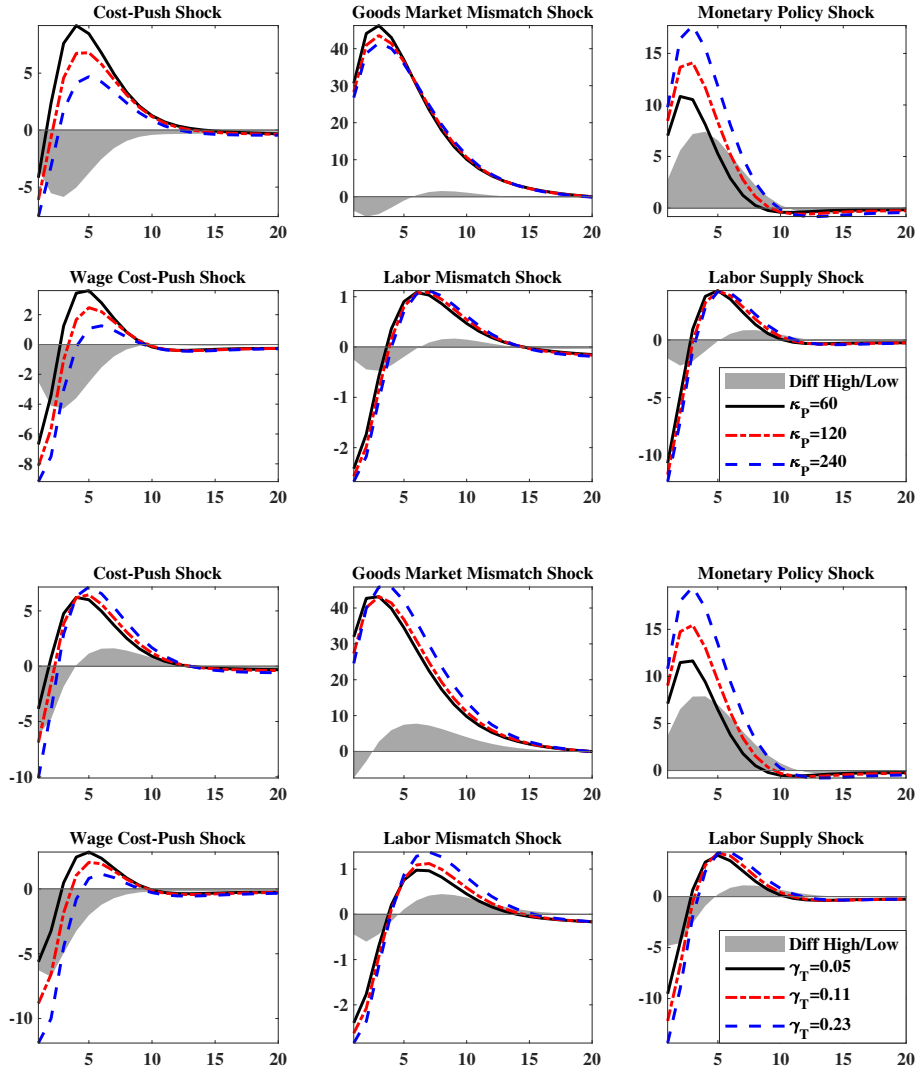 Cost-Push Shock Goods Market Mismatch Shock Monetary Policy Shock
5 0 -5
40 30 20 10 0
15 10 5 0
5 10 15 20 5 10 15 20 5 10 15 20
Wage Cost-Push Shock Labor Mismatch Shock Labor Supply Shock
2 0 -2 -4 -6 -8
1 0 -1 -2
0 -10
Diff High/Low
κP=60
κP=120
κP=240
5 10 15 20 5 10 15 20 5 10 15 20
Cost-Push Shock Goods Market Mismatch Shock Monetary Policy Shock
5 0 -5 -10
40 30 20 10 0
15 10 5 0
5 10 15 20 5 10 15 20 5 10 15 20
Wage Cost-Push Shock Labor Mismatch Shock Labor Supply Shock
0 -5 -10
1 0 -1 -2
0 -5 -10
Diff High/Low
γT=0.05
γT=0.11
γT=0.23
5 10 15 20 5 10 15 20 5 10 15 20